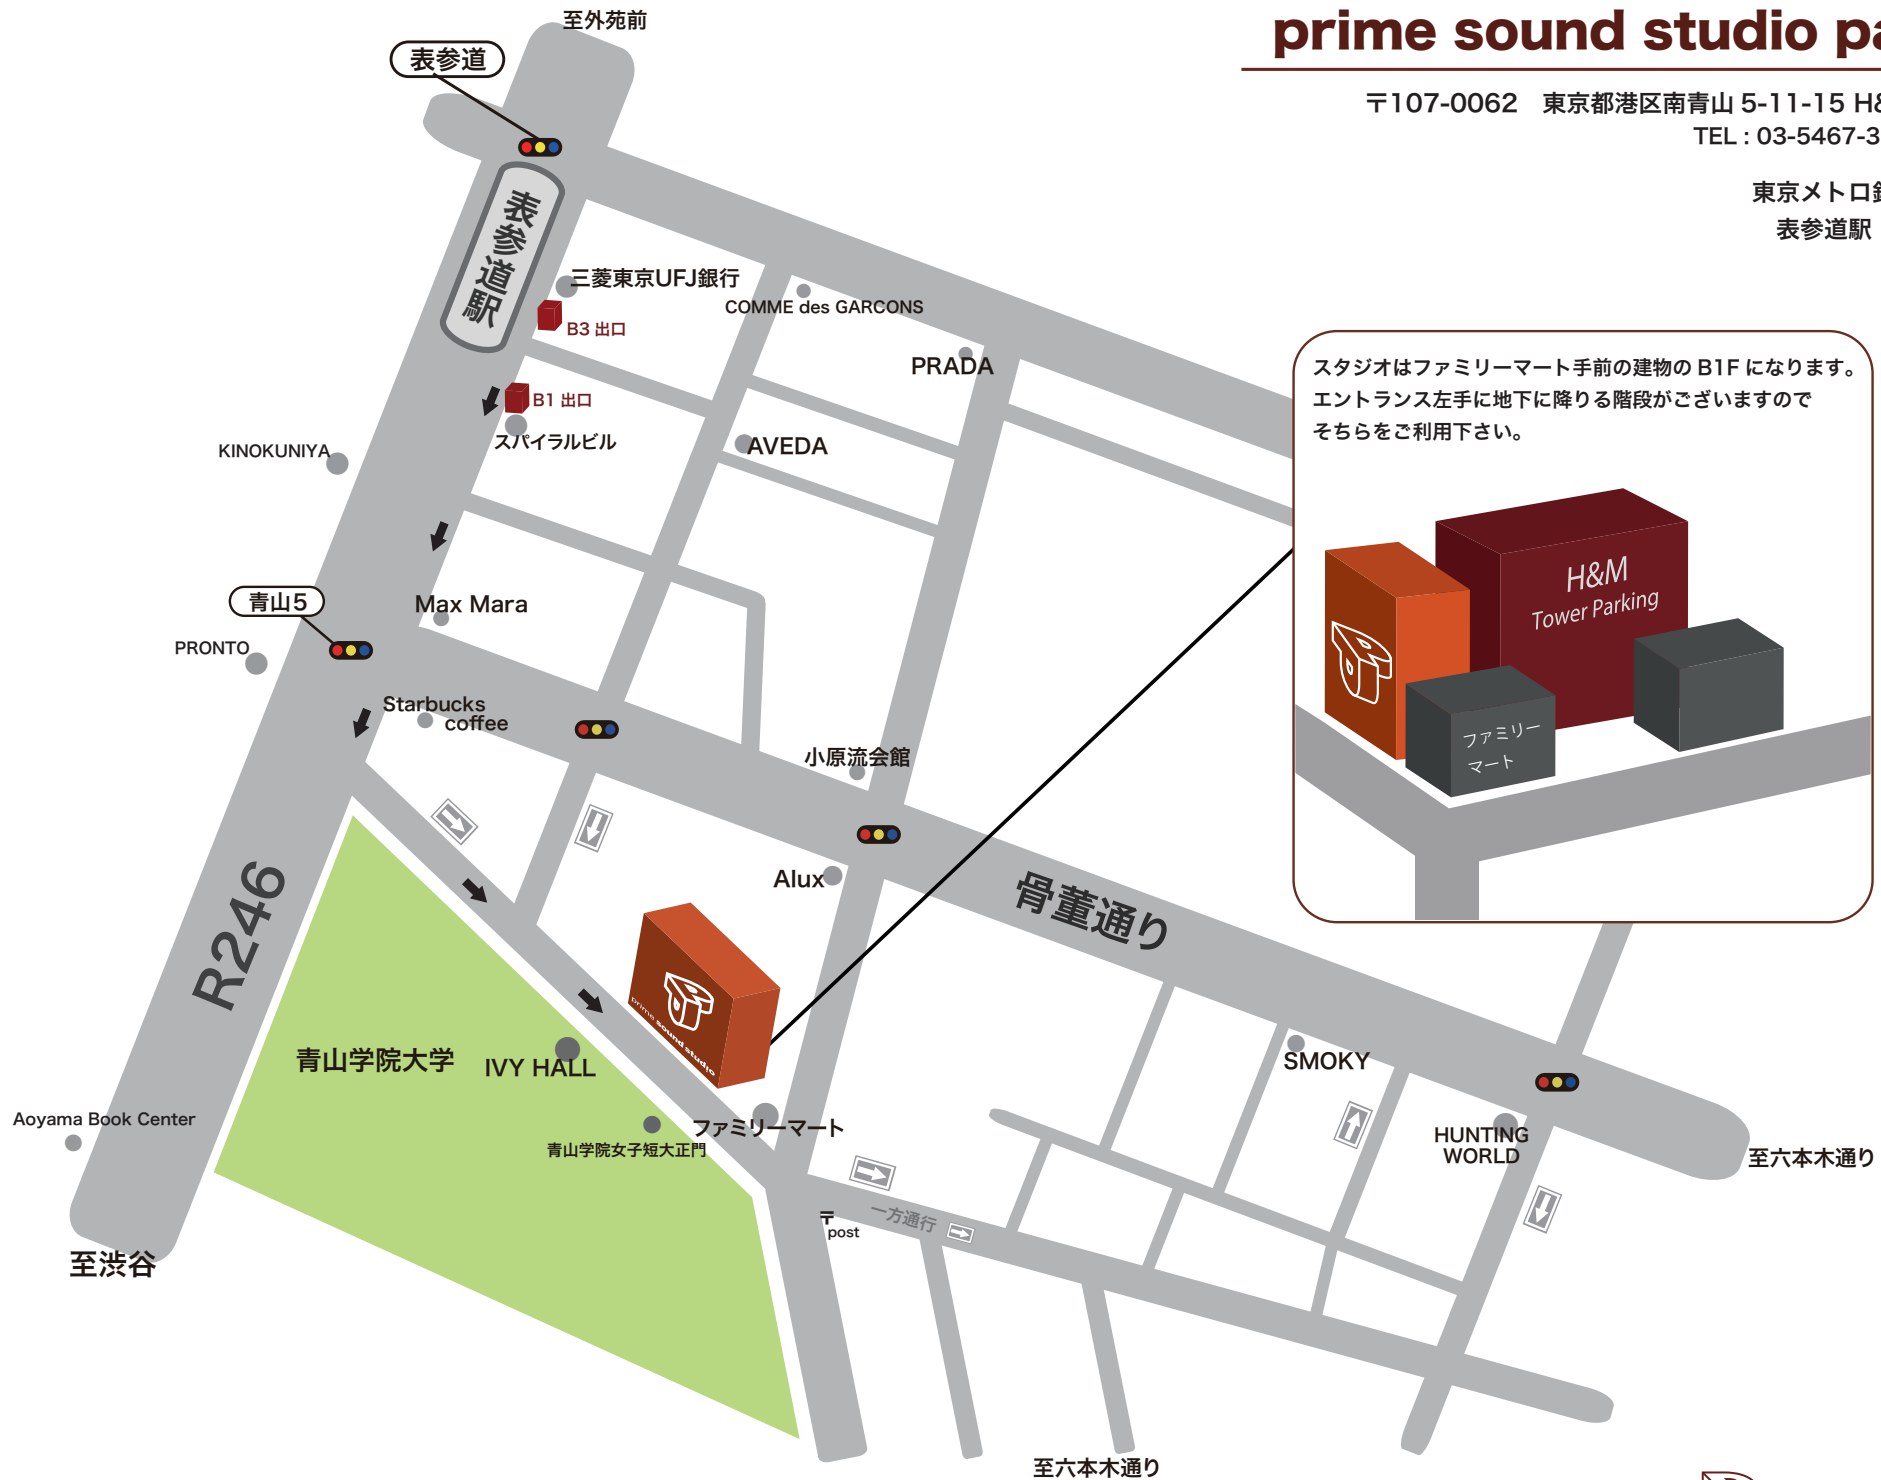 至外苑前
表参道
prime sound studio
〒107-0062　東京都港区南青山 5-11-15
TEL : 03-5467-3
東京メトロ
表参道駅
表参道駅
三菱東京UFJ銀行
COMME des GARCONS
B3 出口
PRADA
B1 出口
スパイラルビル
AVEDA
KINOKUNIYA
スタジオはファミリーマート手前の建物の B1F になります。
エントランス左手に地下に降りる階段がございますので
そちらをご利用下さい。
H&M
Tower Parking
ファミリー
マート
青山5
Max Mara
PRONTO
Starbucks
coffee
小原流会館
Alux
骨董通り
R246
prime sound studio
青山学院大学
IVY HALL
SMOKY
Aoyama Book Center
ファミリーマート
青山学院女子短大正門
HUNTING
WORLD
至六本木通り
〒
post
一方通行
至渋谷
至六本木通り